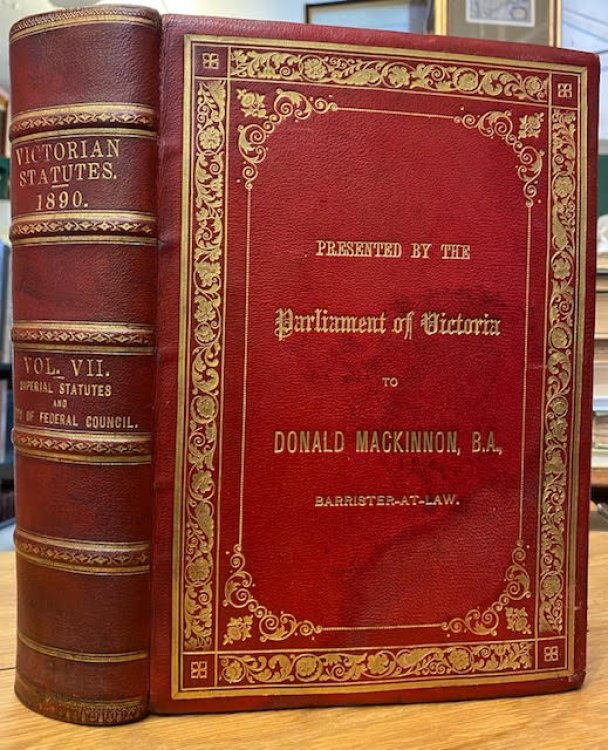 VICTORIAN
STATUTES.
1890.
VOL. VII.
IMPERIAL STATUTES
AND
OF FEDERAL COUNCIL.
PRESENTED BY THE
Parliament of Victoria
TO
DONALD MACKINNON, B.A.,
BARRISTER-AT-LAW.